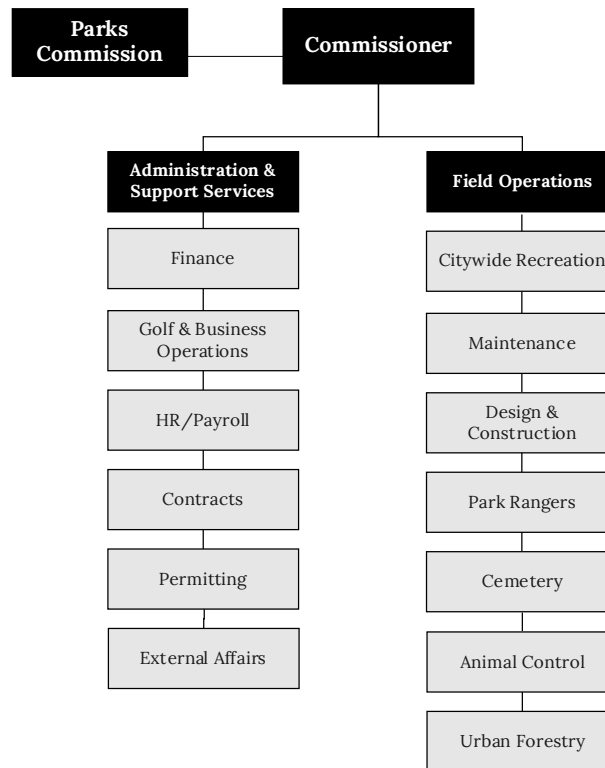 Parks
Commission
Commissioner
Administration &
Support Services
Finance
Golf & Business
Operations
HR/Payroll
Contracts
Permitting
External Affairs
Field Operations
Citywide Recreation
Maintenance
Design &
Construction
Park Rangers
Cemetery
Animal Control
Urban Forestry